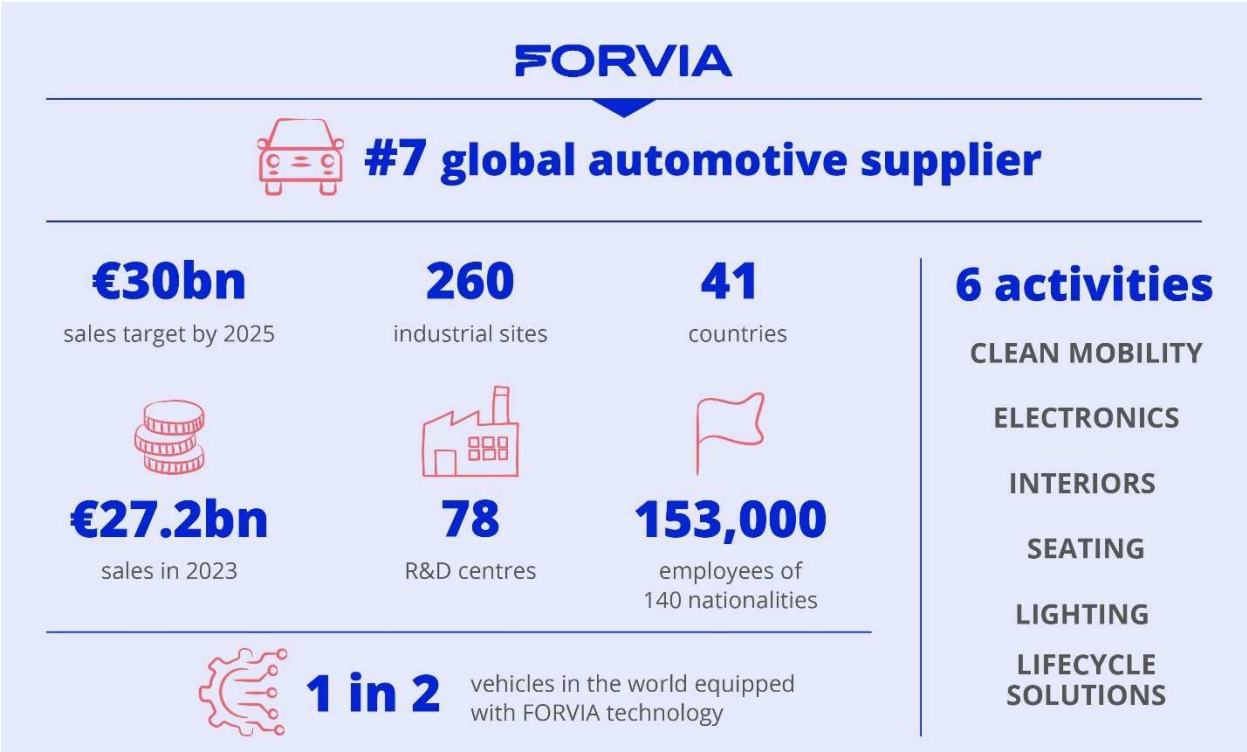 FORVIA
#7 global automotive supplier
€30bn
sales target by 2025
260
industrial sites
41
countries
€27.2bn
sales in 2023
78
R&D centres
153,000
employees of
140 nationalities
1 in 2
vehicles in the world equipped
with FORVIA technology
6 activities
CLEAN MOBILITY
ELECTRONICS
INTERIORS
SEATING
LIGHTING
LIFECYCLE
SOLUTIONS